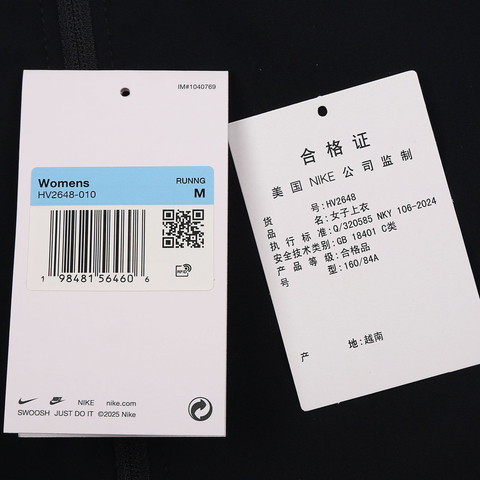 IM#1040769
Womens
RUNNG
HV2648-010
M
1 98481 56460 6
NIKE nike.com
SWOOSH JUST DO IT ©2025 Nike
合格证
美国 NIKE 公司监制
货号:HV2648
品名:女子上衣
执行标准:Q/320585 NKY 106-2024
安全技术类别:GB 18401 C类
产品等级:合格品
号型:160/84A
产地:越南